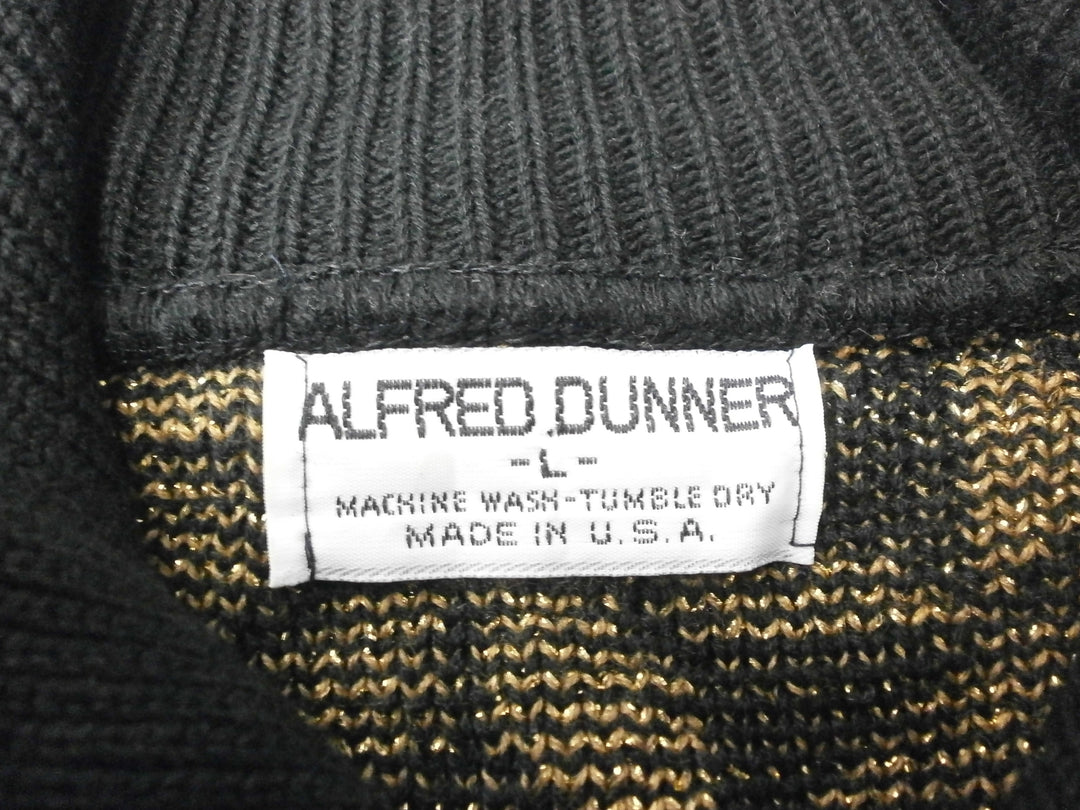 ALFRED DUNNER
-L-
MACHINE WASH-TUMBLE DRY
MADE IN U.S.A.